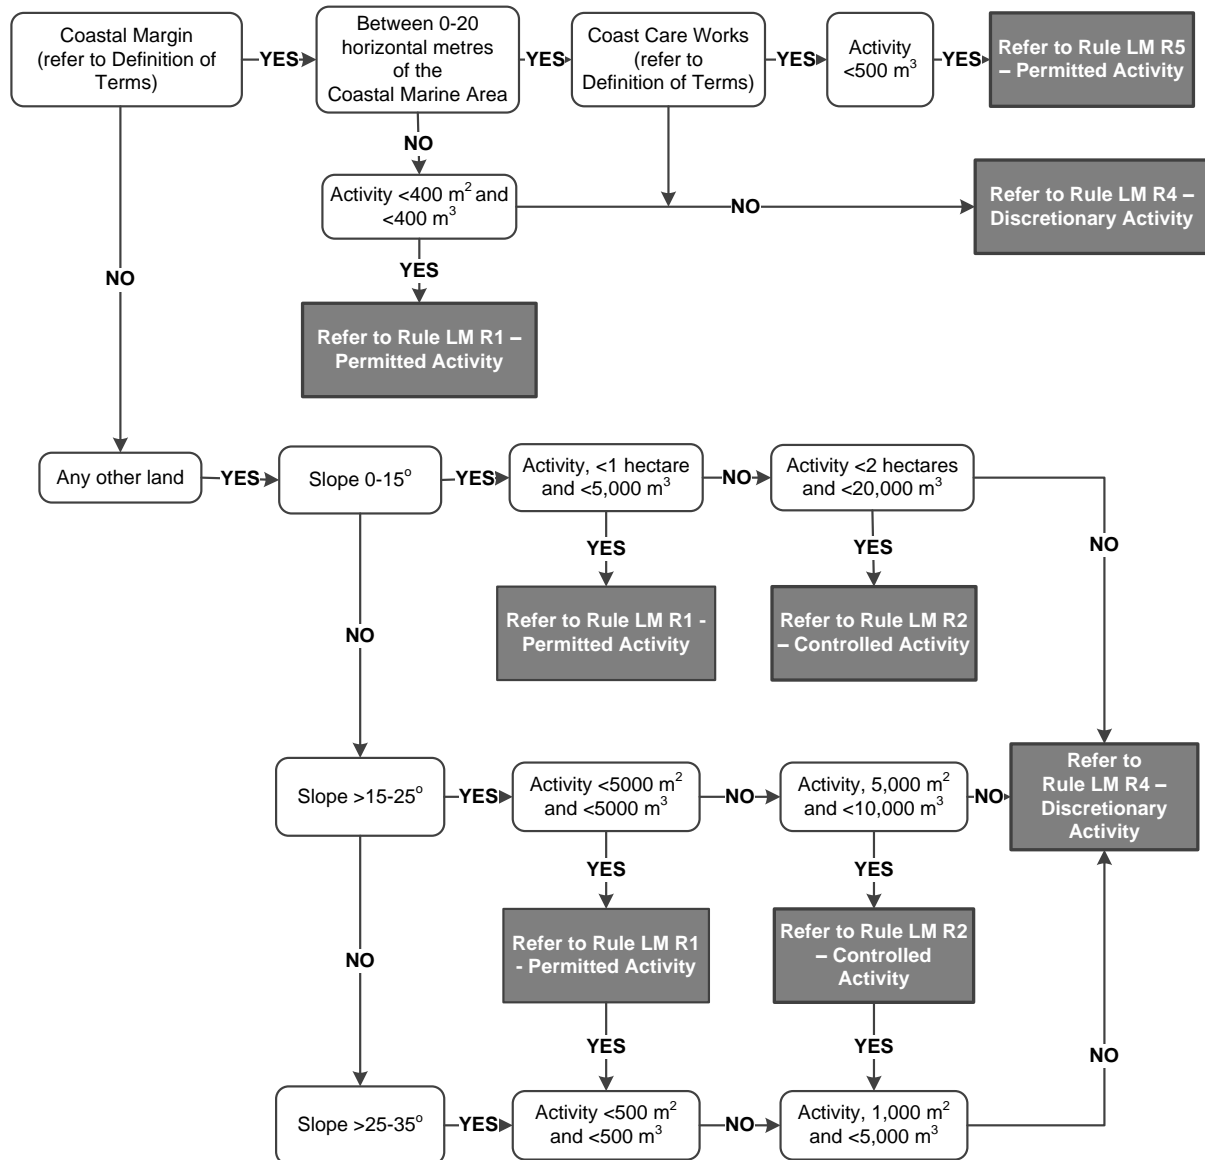 Coastal Margin
(refer to Definition of
Terms)
YES
Between 0-20
horizontal metres
of the
Coastal Marine Area
YES
Coast Care Works
(refer to
Definition of Terms)
YES
Activity
<500 m³
YES
Refer to Rule LM R5
– Permitted Activity
NO
Activity <400 m² and
<400 m³
NO
Refer to Rule LM R4 –
Discretionary Activity
NO
YES
Refer to Rule LM R1 –
Permitted Activity
Any other land
YES
Slope 0-15°
YES
Activity, <1 hectare
and <5,000 m³
NO
Activity <2 hectares
and <20,000 m³
NO
YES
YES
Refer to Rule LM R1 -
Permitted Activity
Refer to Rule LM R2
– Controlled Activity
NO
Slope >15-25°
YES
Activity <5000 m²
and <5000 m³
NO
Activity, 5,000 m²
and <10,000 m³
NO
Refer to
Rule LM R4 –
Discretionary
Activity
YES
YES
Refer to Rule LM R1
- Permitted Activity
Refer to Rule LM R2
– Controlled
Activity
NO
YES
YES
NO
Slope >25-35°
YES
Activity <500 m²
and <500 m³
NO
Activity, 1,000 m²
and <5,000 m³